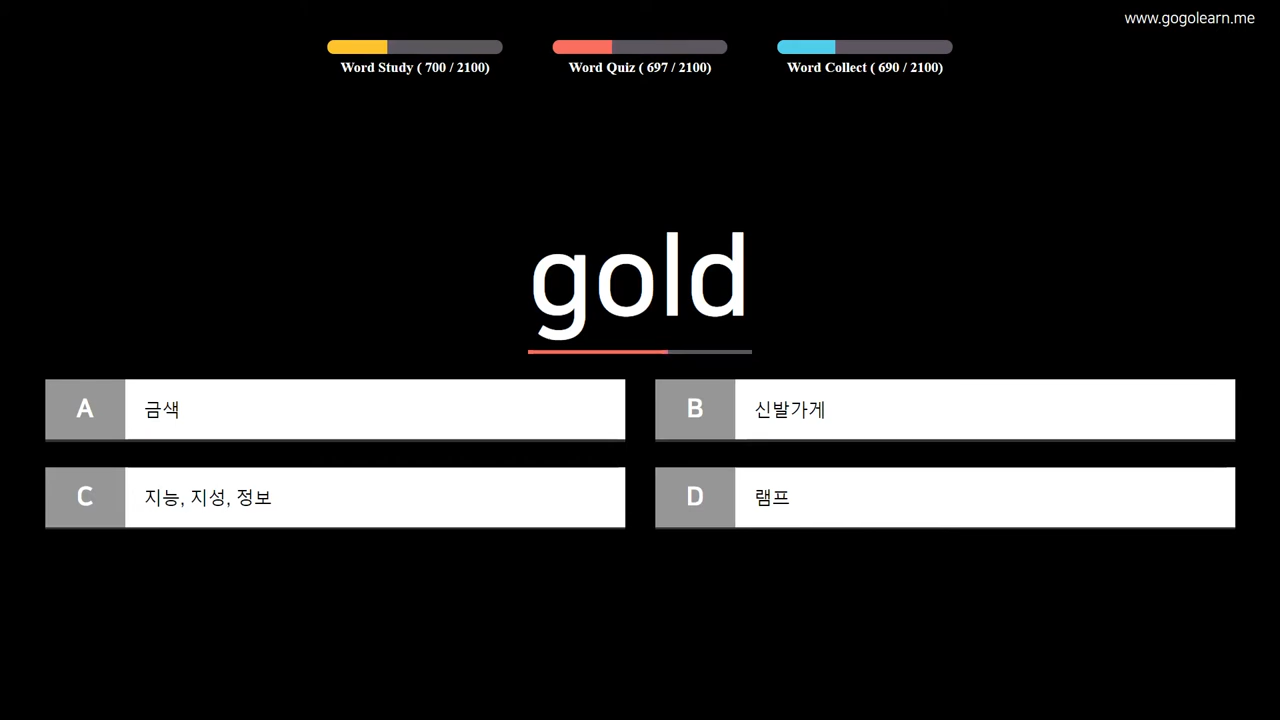 www.gogolearn.me
Word Study ( 700 / 2100)
Word Quiz ( 697 / 2100)
Word Collect ( 690 / 2100)
gold
A 금색
B 신발가게
C 지능, 지성, 정보
D 램프